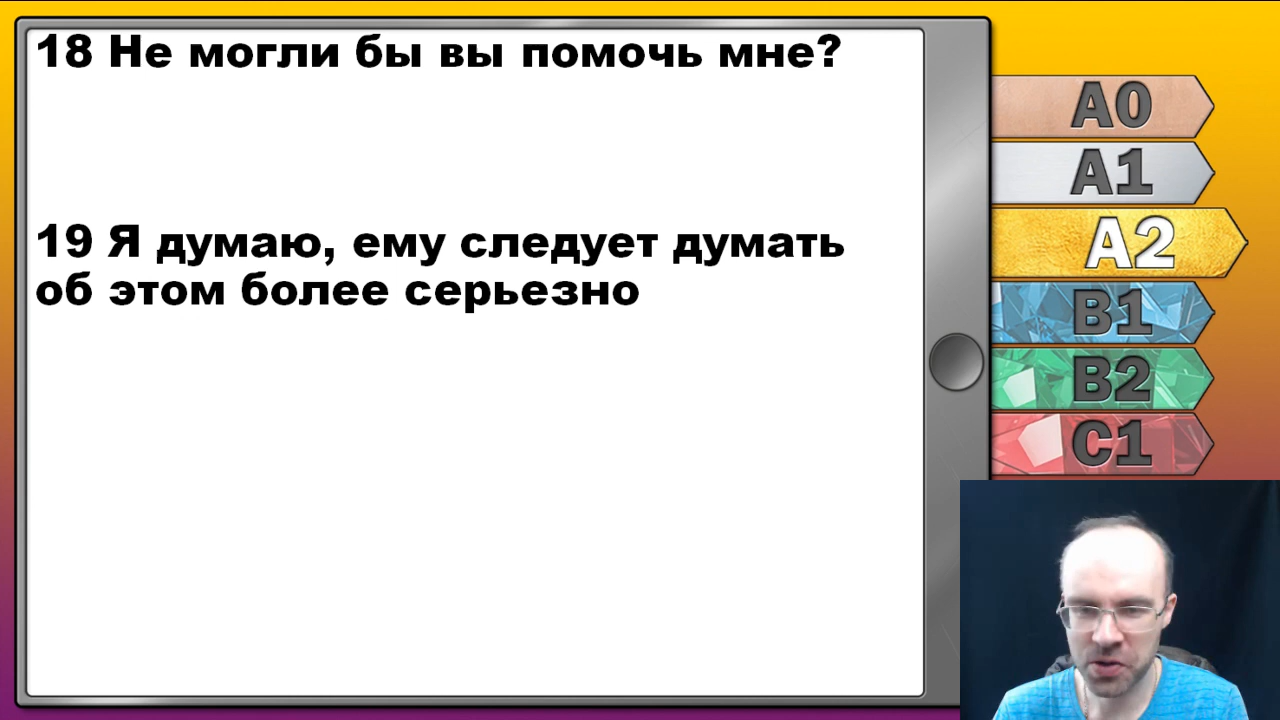 18 Не могли бы вы помочь мне?
19 Я думаю, ему следует думать
об этом более серьезно
A0
A1
A2
B1
B2
C1